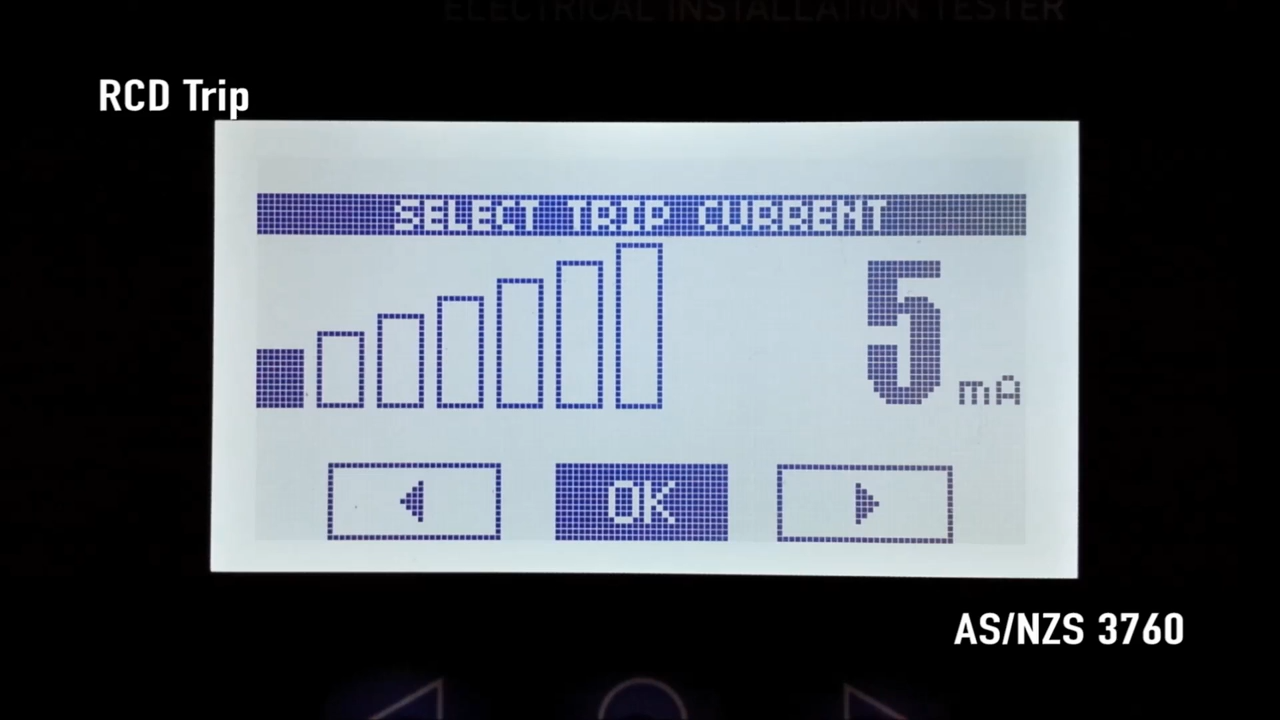 ELECTRICAL INSTALLATION TESTER
RCD Trip
SELECT TRIP CURRENT
5 mA
OK
AS/NZS 3760